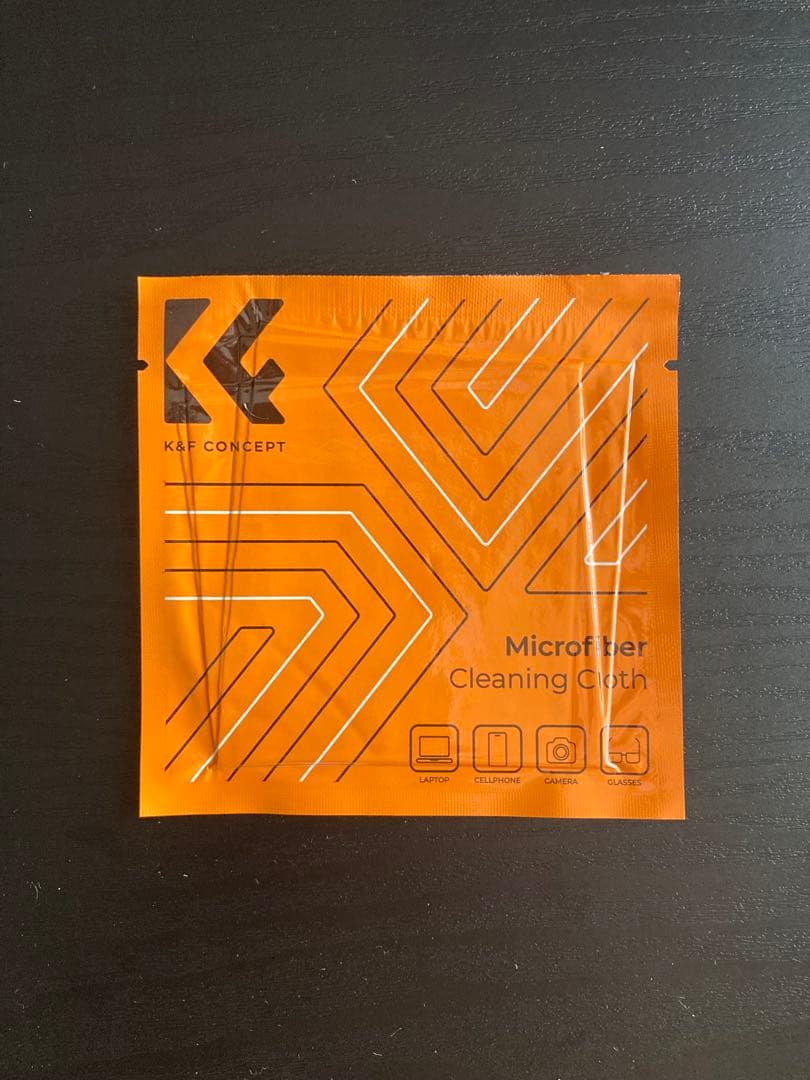 K&F CONCEPT
Microfiber
Cleaning Cloth
LAPTOP CELLPHONE CAMERA GLASSES